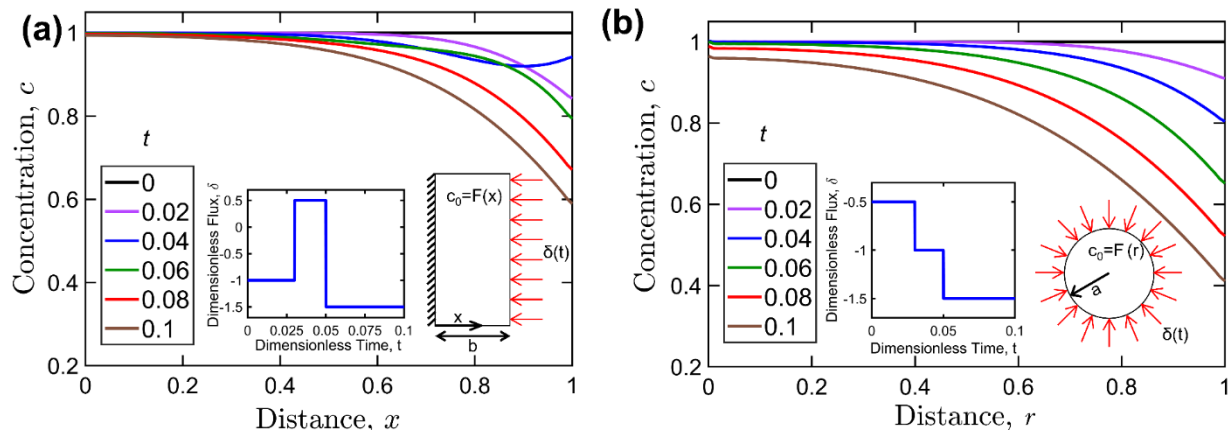 (a)
1
0.8
0.6
0.4
0.2
Concentration, c
t
0
0.02
0.04
0.06
0.08
0.1
Dimensionless Flux, δ
0.5
0
-0.5
-1
-1.5
0 0.025 0.05 0.075 0.1
Dimensionless Time, t
c₀=F(x)
δ(t)
x
b
0 0.2 0.4 0.6 0.8 1
Distance, x
(b)
1
0.8
0.6
0.4
0.2
Concentration, c
t
0
0.02
0.04
0.06
0.08
0.1
Dimensionless Flux, δ
-0.5
-1
-1.5
0 0.05 0.1
Dimensionless Time, t
c₀=F (r)
a
δ(t)
0 0.2 0.4 0.6 0.8 1
Distance, r